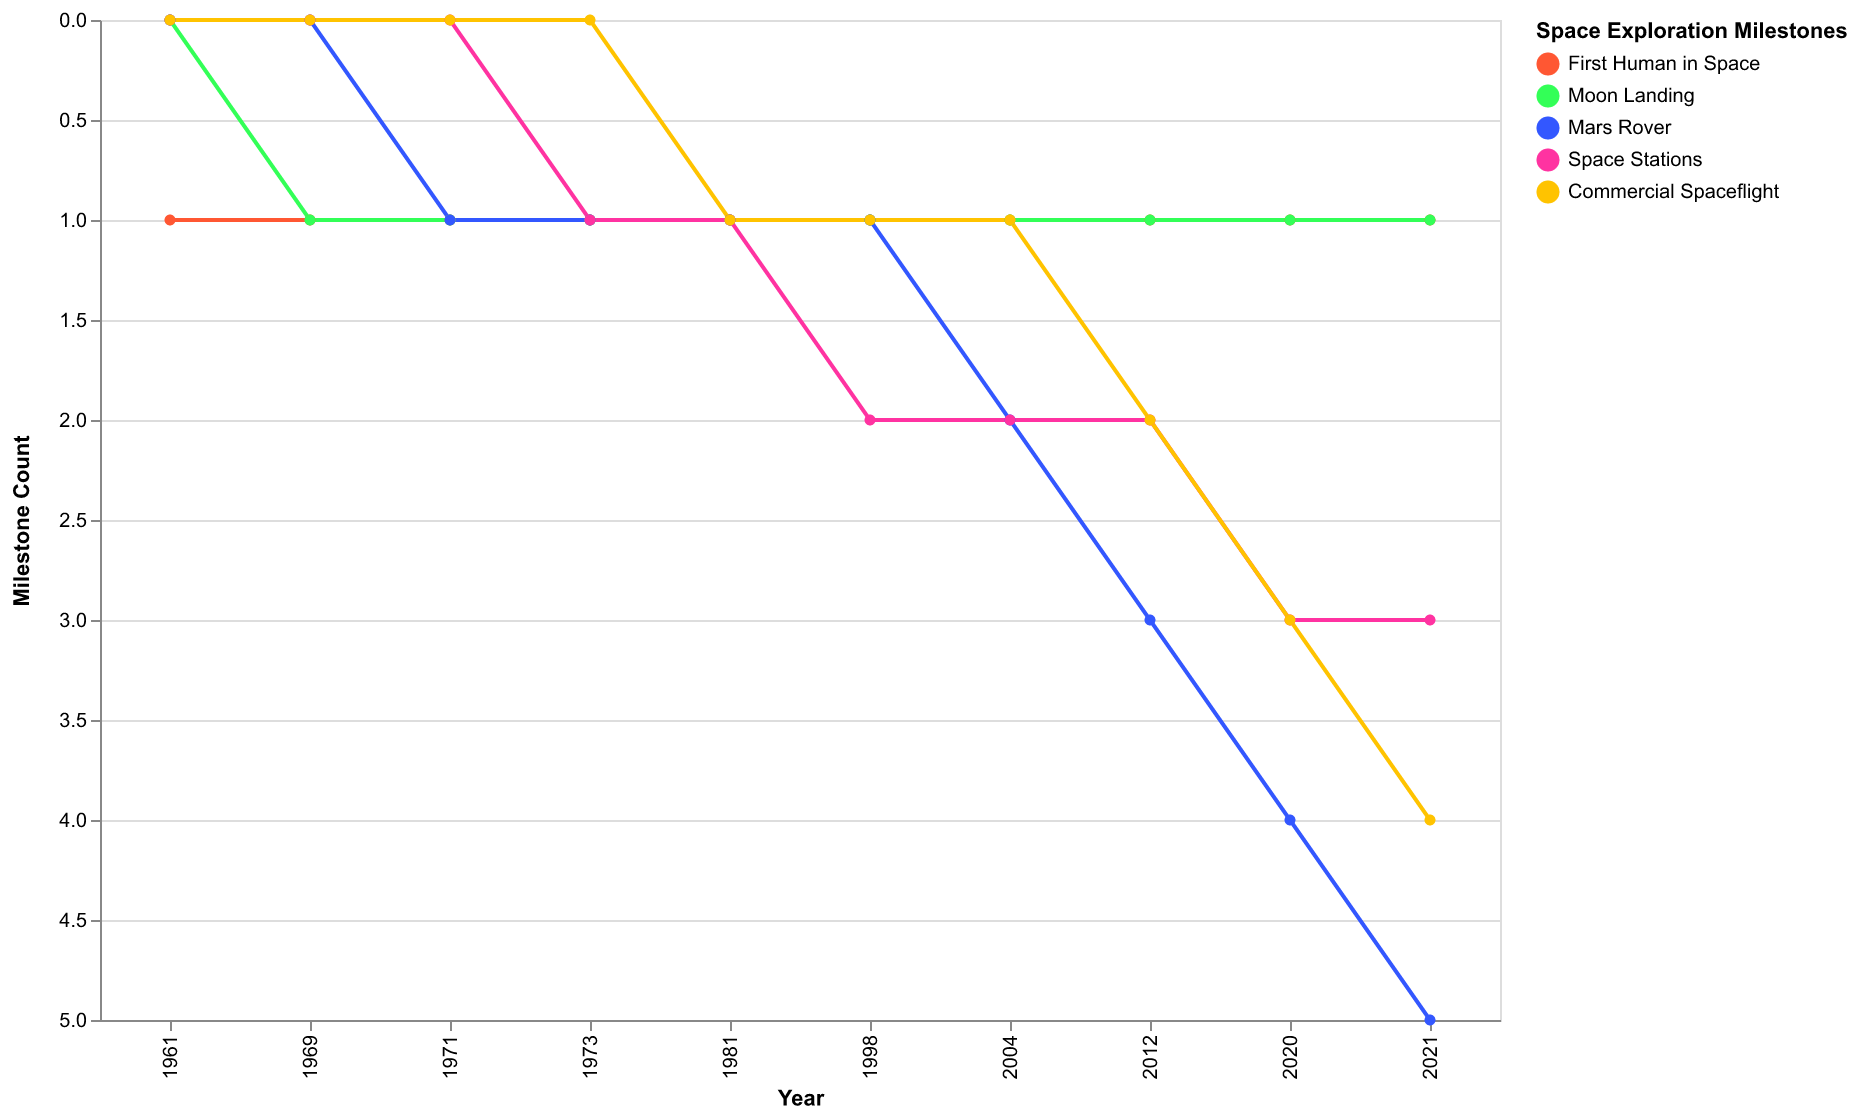 Space Exploration Milestones
First Human in Space
Moon Landing
Mars Rover
Space Stations
Commercial Spaceflight
Milestone Count
0.0
0.5
1.0
1.5
2.0
2.5
3.0
3.5
4.0
4.5
5.0
1961
1969
1971
1973
1981
1998
2004
2012
2020
2021
Year